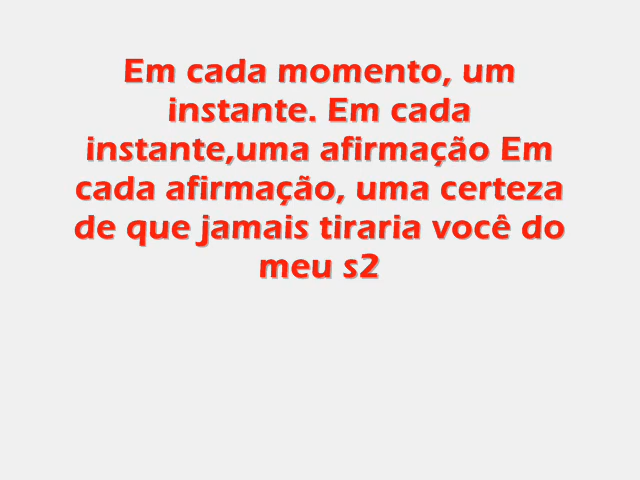 Em cada momento, um
instante. Em cada
instante,uma afirmação Em
cada afirmação, uma certeza
de que jamais tiraria você do
meu s2